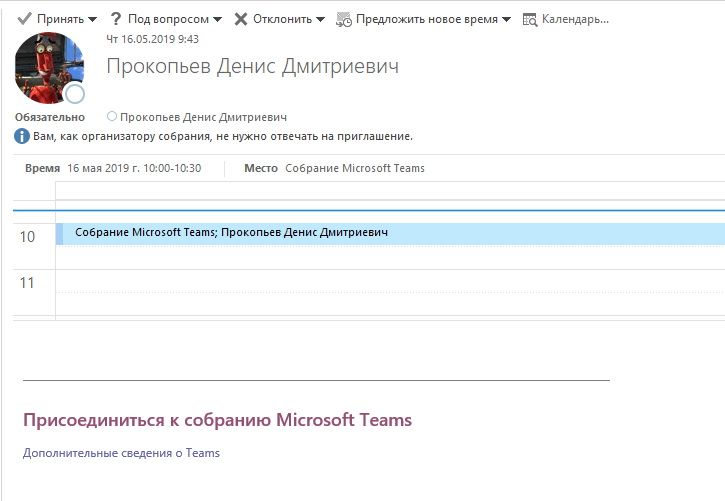 Принять ? Под вопросом Отклонить Предложить новое время Календарь...
Чт 16.05.2019 9:43
Прокопьев Денис Дмитриевич
Обязательно Прокопьев Денис Дмитриевич
Вам, как организатору собрания, не нужно отвечать на приглашение.
Время 16 мая 2019 г. 10:00-10:30 Место Собрание Microsoft Teams
10 Собрание Microsoft Teams; Прокопьев Денис Дмитриевич
11
Присоединиться к собранию Microsoft Teams
Дополнительные сведения о Teams